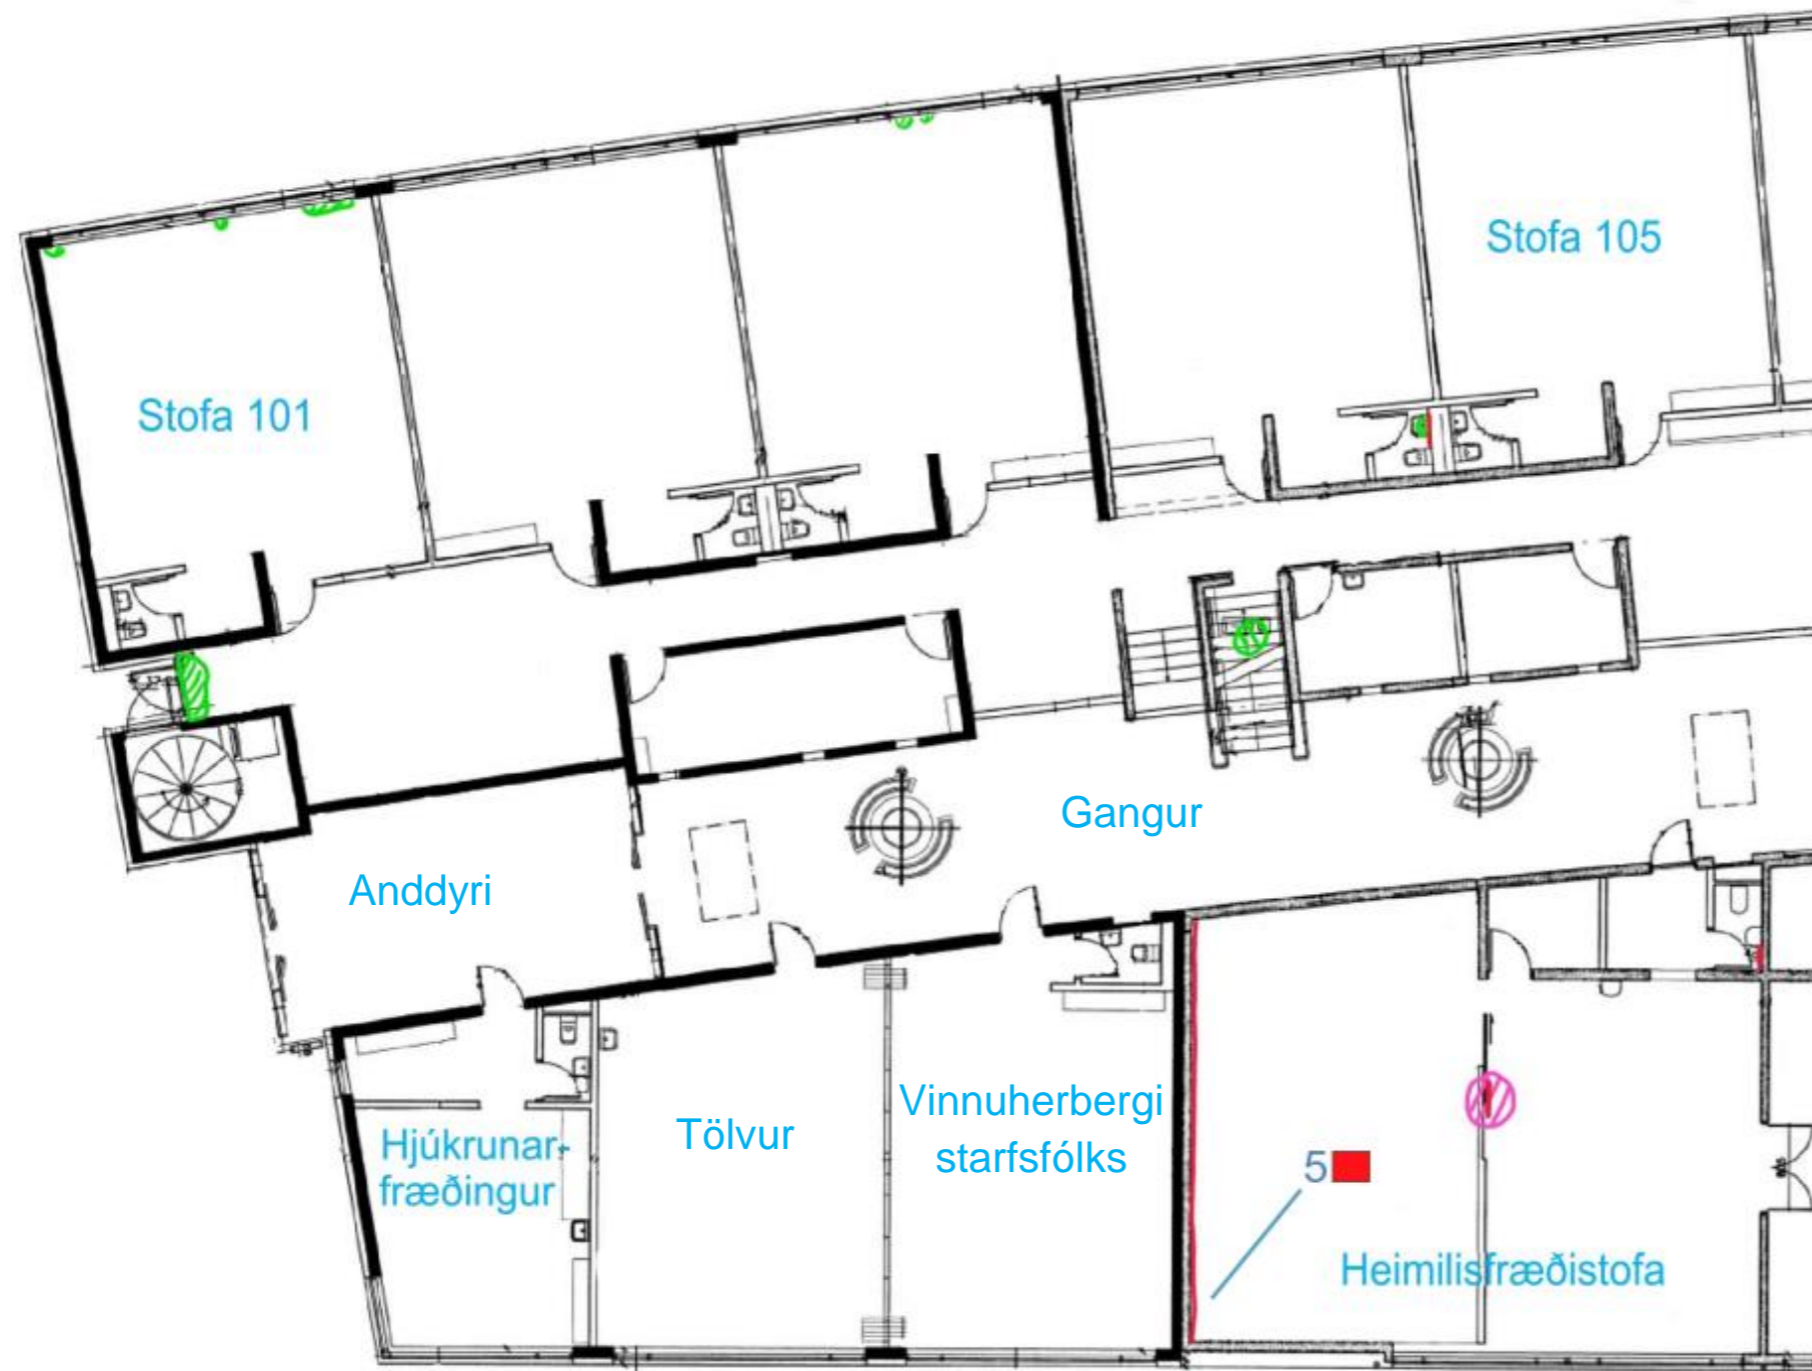 Stofa 105
Stofa 101
Gangur
Anddyri
Vinnuherbergi
starfsfólks
Tölvur
Hjúkrunar-
fræðingur
5
Heimilisfræðistofa